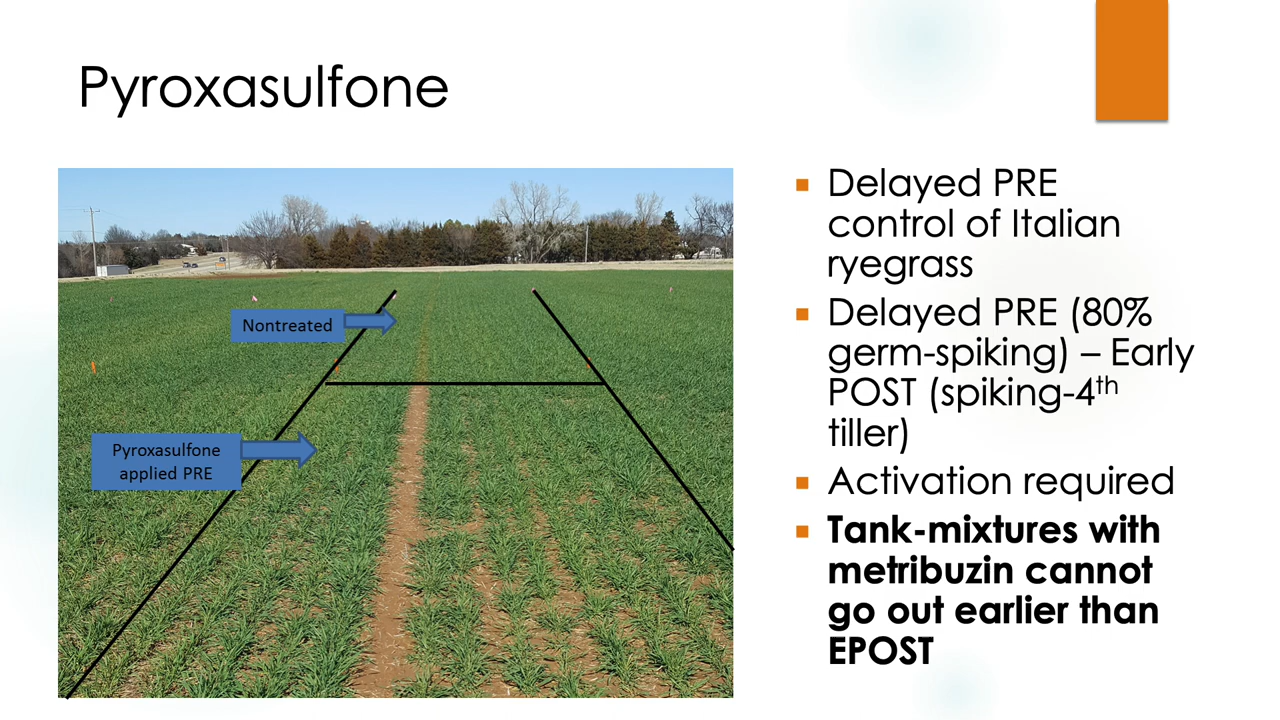 Pyroxasulfone
Nontreated
Pyroxasulfone
applied PRE
Delayed PRE
control of Italian
ryegrass
Delayed PRE (80%
germ-spiking) – Early
POST (spiking-4th
tiller)
Activation required
Tank-mixtures with
metribuzin cannot
go out earlier than
EPOST